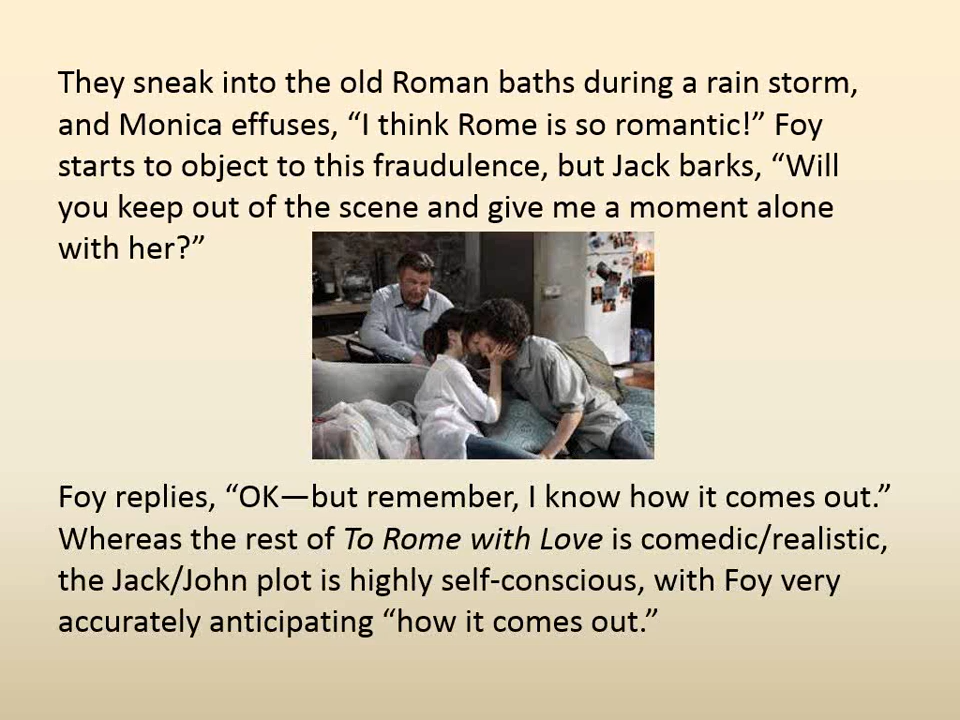 They sneak into the old Roman baths during a rain storm,
and Monica effuses, “I think Rome is so romantic!” Foy
starts to object to this fraudulence, but Jack barks, “Will
you keep out of the scene and give me a moment alone
with her?”
Foy replies, “OK—but remember, I know how it comes out.”
Whereas the rest of To Rome with Love is comedic/realistic,
the Jack/John plot is highly self-conscious, with Foy very
accurately anticipating “how it comes out.”